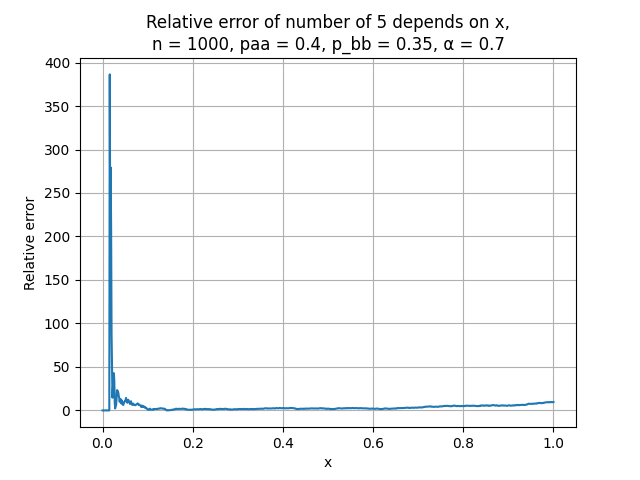 Relative error of number of 5 depends on x,
n = 1000, paa = 0.4, p_bb = 0.35, α = 0.7
400
350
300
250
200
150
100
50
0
Relative error
0.0 0.2 0.4 0.6 0.8 1.0
x